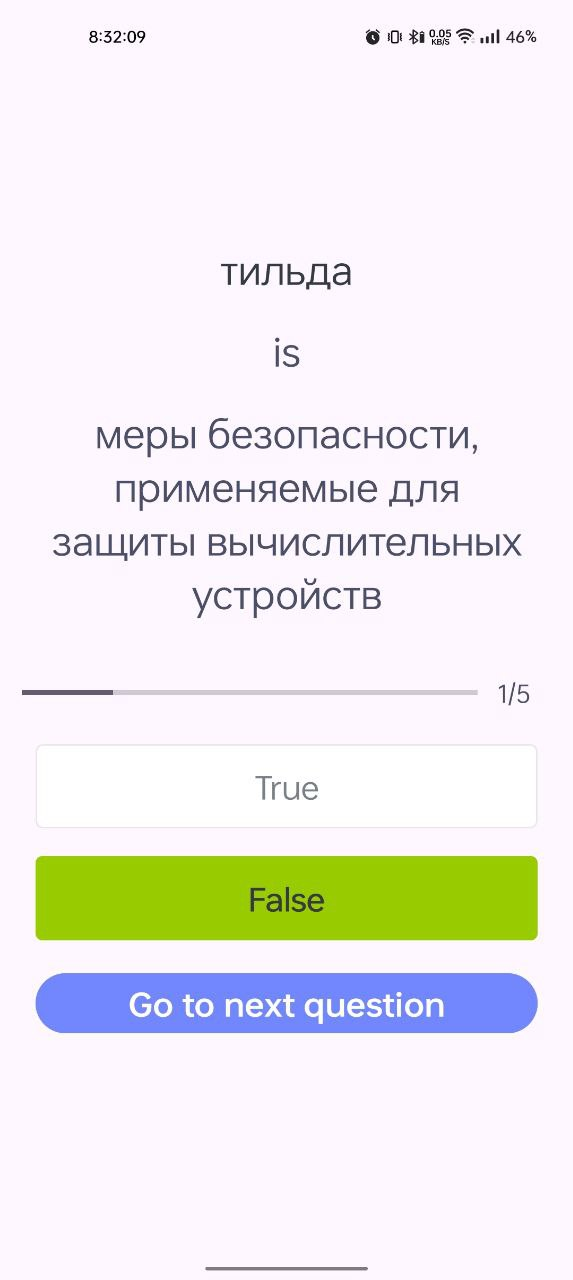 8:32:09
0.05
KB/S
46%
тильда
is
меры безопасности,
применяемые для
защиты вычислительных
устройств
1/5
True
False
Go to next question